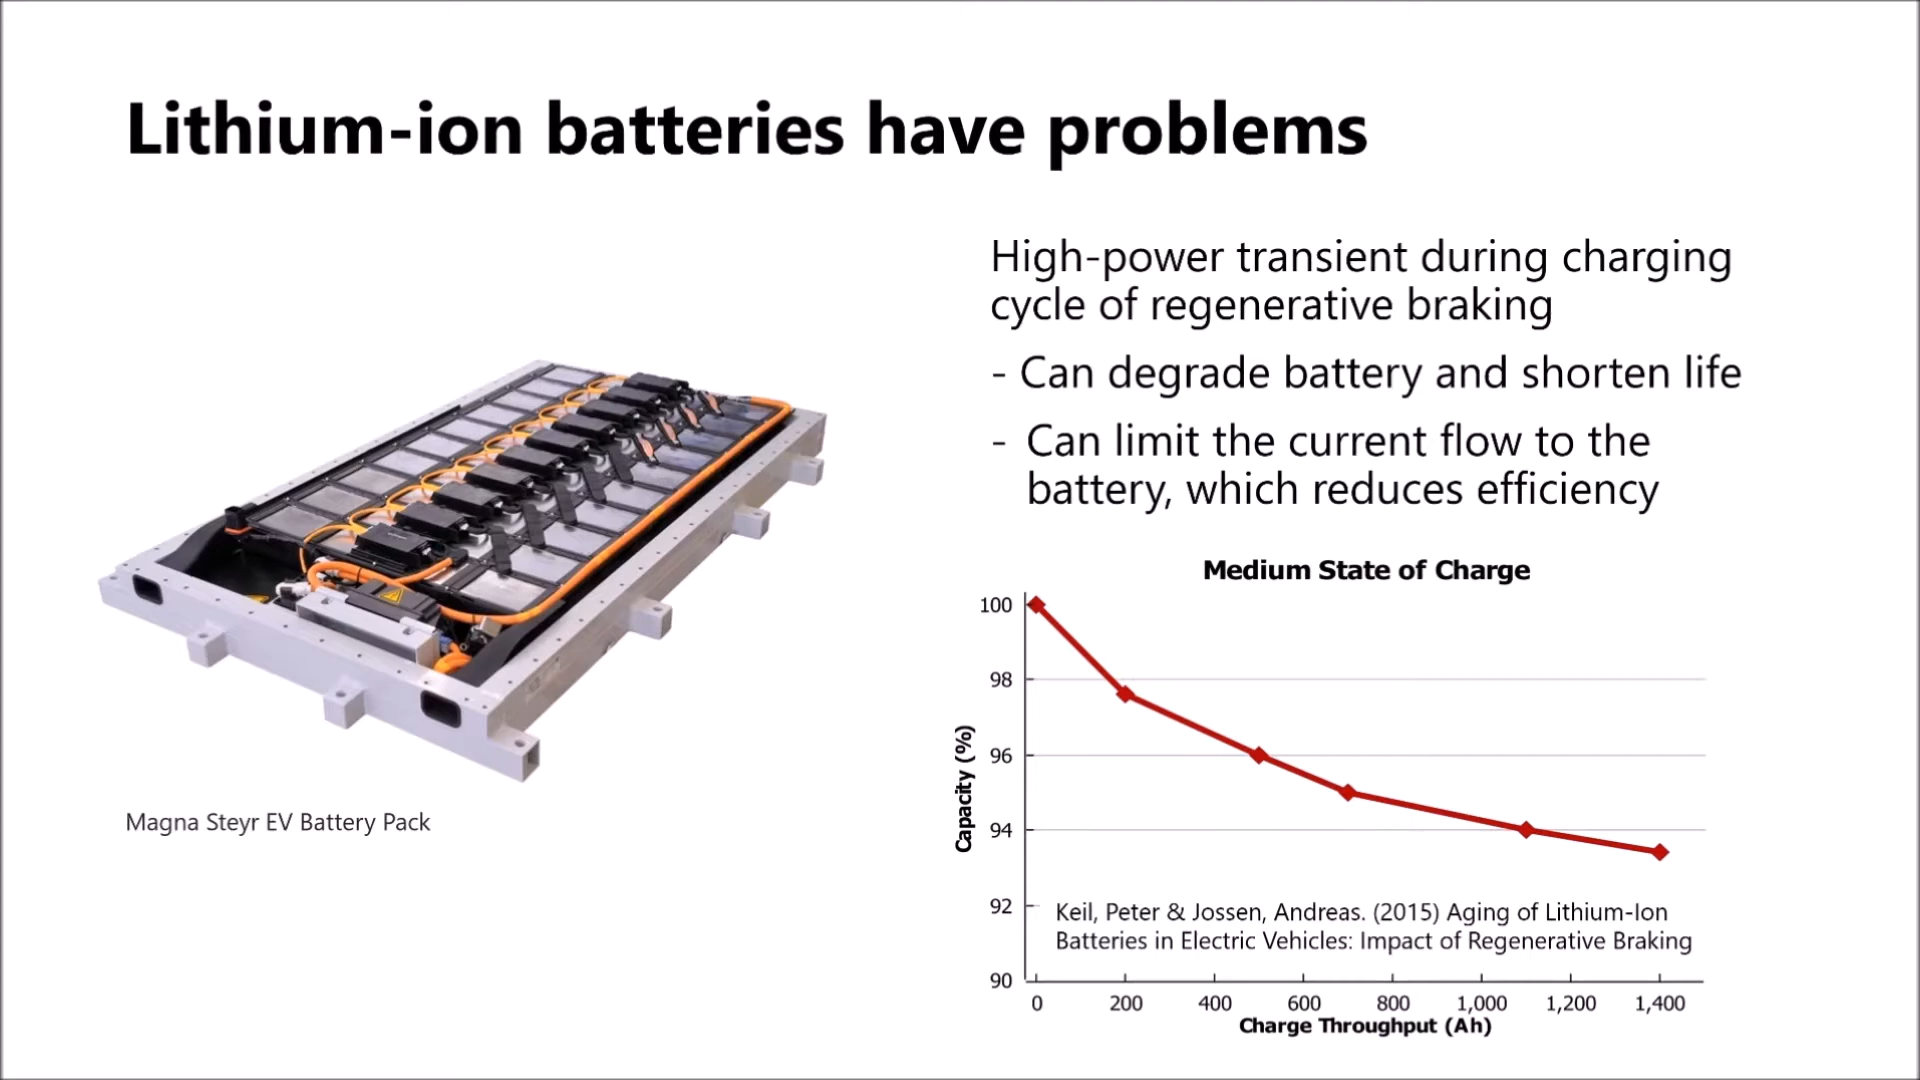 Lithium-ion batteries have problems
High-power transient during charging
cycle of regenerative braking
- Can degrade battery and shorten life
- Can limit the current flow to the
battery, which reduces efficiency
Magna Steyr EV Battery Pack
Medium State of Charge
Capacity (%)
100
98
96
94
92
90
Keil, Peter & Jossen, Andreas. (2015) Aging of Lithium-Ion
Batteries in Electric Vehicles: Impact of Regenerative Braking
0 200 400 600 800 1,000 1,200 1,400
Charge Throughput (Ah)